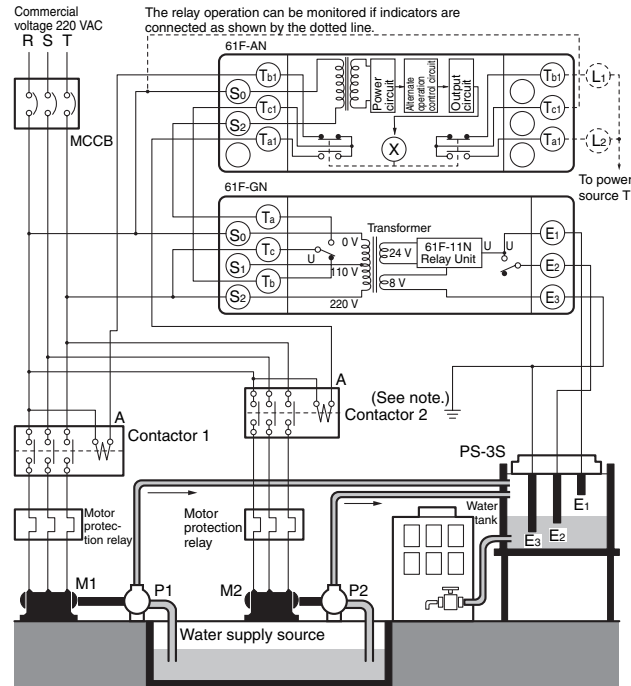 Commercial
voltage 220 VAC
R S T
The relay operation can be monitored if indicators are
connected as shown by the dotted line.
MCCB
61F-AN
S0
S2
Tb1
Tc1
Ta1
Power
circuit
Alternate
operation
control circuit
Output
circuit
X
Tb1
Tc1
Ta1
L1
L2
To power
source T
61F-GN
S0
S1
S2
Ta
Tc
Tb
U
0 V
110 V
220 V
Transformer
24 V
8 V
61F-11N
Relay Unit
U
U
E1
E2
E3
A
Contactor 1
A
Contactor 2
(See note.)
Motor
protec-
tion relay
Motor
protection
relay
PS-3S
Water
tank
E3
E2
E1
M1
P1
M2
P2
Water supply source